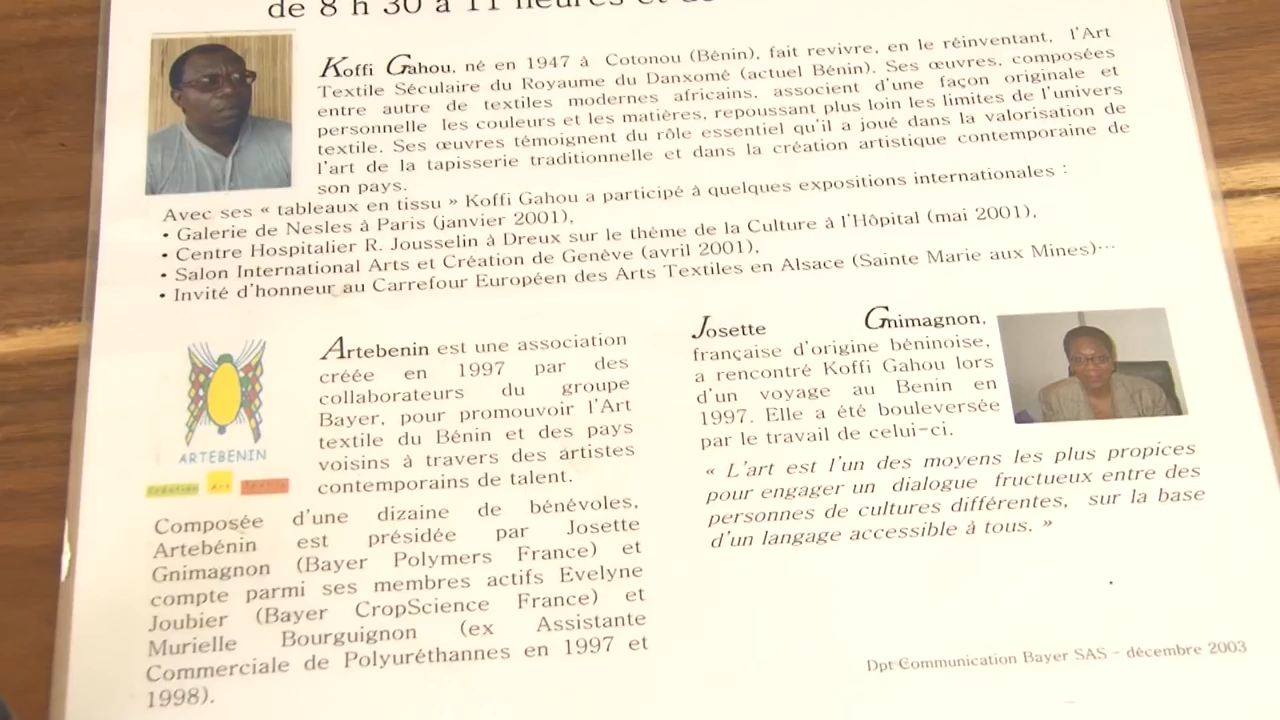 de 8 h 30 à 11 heures et de
Koffi Gahou, né en 1947 à Cotonou (Bénin), fait revivre, en le réinventant, l'Art
Textile Séculaire du Royaume du Danxomé (actuel Bénin). Ses œuvres, composées
entre autre de textiles modernes africains, associent d'une façon originale et
personnelle les couleurs et les matières, repoussant plus loin les limites de l'univers
textile. Ses œuvres témoignent du rôle essentiel qu'il a joué dans la valorisation de
l'art de la tapisserie traditionnelle et dans la création artistique contemporaine de
son pays.
Avec ses « tableaux en tissu » Koffi Gahou a participé à quelques expositions internationales :
• Galerie de Nesles à Paris (janvier 2001),
• Centre Hospitalier R. Jousselin à Dreux sur le thème de la Culture à l'Hôpital (mai 2001),
• Salon International Arts et Création de Genève (avril 2001),
• Invité d'honneur au Carrefour Européen des Arts Textiles en Alsace (Sainte Marie aux Mines)…
Artebenin est une association
créée en 1997 par des
collaborateurs du groupe
Bayer, pour promouvoir l'Art
textile du Bénin et des pays
voisins à travers des artistes
contemporains de talent.
ARTEBENIN
Création Art Textile
Composée d'une dizaine de bénévoles,
Artebénin est présidée par Josette
Gnimagnon (Bayer Polymers France) et
compte parmi ses membres actifs Evelyne
Joubier (Bayer CropScience France) et
Murielle Bourguignon (ex Assistante
Commerciale de Polyuréthannes en 1997 et
1998).
Josette Gnimagnon,
française d'origine béninoise,
a rencontré Koffi Gahou lors
d'un voyage au Benin en
1997. Elle a été bouleversée
par le travail de celui-ci.
« L'art est l'un des moyens les plus propices
pour engager un dialogue fructueux entre des
personnes de cultures différentes, sur la base
d'un langage accessible à tous. »
Dpt Communication Bayer SAS - décembre 2003